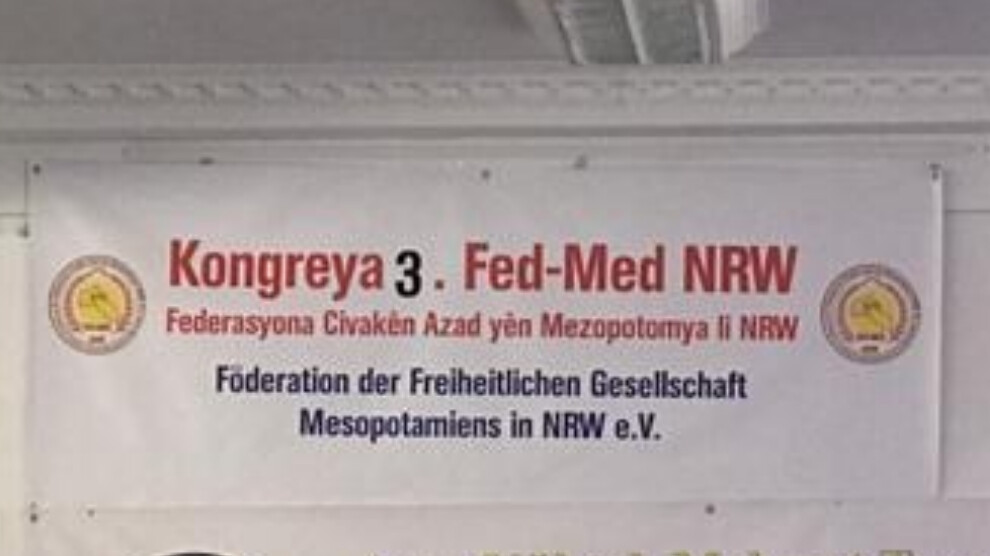 Kongreya 3. Fed-Med NRW
Federasyona Civakên Azad yên Mezopotomya li NRW
Föderation der Freiheitlichen Gesellschaft
Mesopotamiens in NRW e.V.